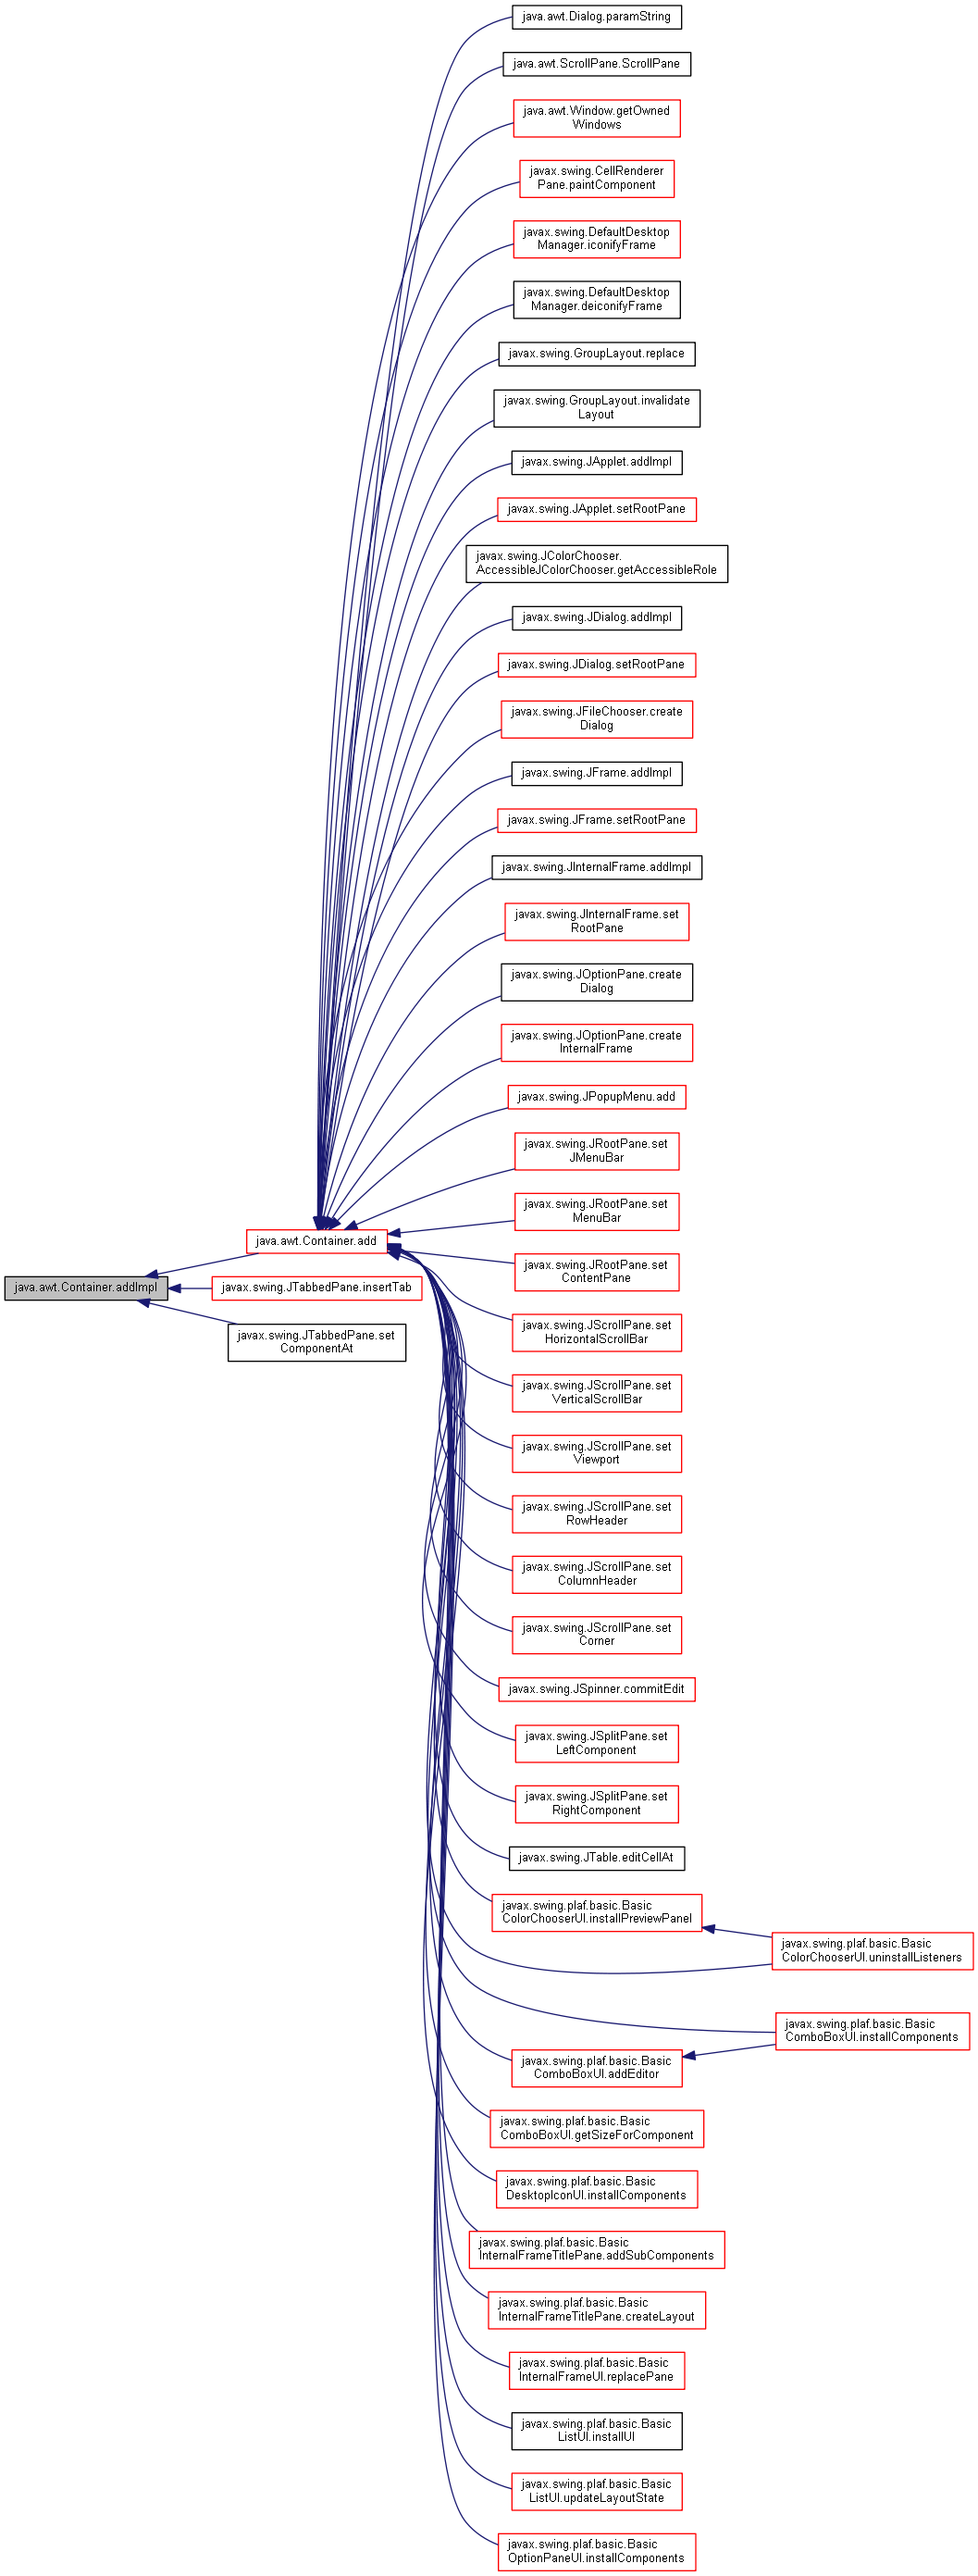 java.awt.Dialog.paramString
java.awt.ScrollPane.ScrollPane
java.awt.Window.getOwned
Windows
javax.swing.CellRenderer
Pane.paintComponent
javax.swing.DefaultDesktop
Manager.iconifyFrame
javax.swing.DefaultDesktop
Manager.deiconifyFrame
javax.swing.GroupLayout.replace
javax.swing.GroupLayout.invalidate
Layout
javax.swing.JApplet.addImpl
javax.swing.JApplet.setRootPane
javax.swing.JColorChooser.
AccessibleJColorChooser.getAccessibleRole
javax.swing.JDialog.addImpl
javax.swing.JDialog.setRootPane
javax.swing.JFileChooser.create
Dialog
javax.swing.JFrame.addImpl
javax.swing.JFrame.setRootPane
javax.swing.JInternalFrame.addImpl
javax.swing.JInternalFrame.set
RootPane
javax.swing.JOptionPane.create
Dialog
javax.swing.JOptionPane.create
InternalFrame
javax.swing.JPopupMenu.add
javax.swing.JRootPane.set
JMenuBar
javax.swing.JRootPane.set
MenuBar
java.awt.Container.add
javax.swing.JRootPane.set
ContentPane
java.awt.Container.addImpl
javax.swing.JTabbedPane.insertTab
javax.swing.JTabbedPane.set
ComponentAt
javax.swing.JScrollPane.set
HorizontalScrollBar
javax.swing.JScrollPane.set
VerticalScrollBar
javax.swing.JScrollPane.set
Viewport
javax.swing.JScrollPane.set
RowHeader
javax.swing.JScrollPane.set
ColumnHeader
javax.swing.JScrollPane.set
Corner
javax.swing.JSpinner.commitEdit
javax.swing.JSplitPane.set
LeftComponent
javax.swing.JSplitPane.set
RightComponent
javax.swing.JTable.editCellAt
javax.swing.plaf.basic.Basic
ColorChooserUI.installPreviewPanel
javax.swing.plaf.basic.Basic
ColorChooserUI.uninstallListeners
javax.swing.plaf.basic.Basic
ComboBoxUI.installComponents
javax.swing.plaf.basic.Basic
ComboBoxUI.addEditor
javax.swing.plaf.basic.Basic
ComboBoxUI.getSizeForComponent
javax.swing.plaf.basic.Basic
DesktopIconUI.installComponents
javax.swing.plaf.basic.Basic
InternalFrameTitlePane.addSubComponents
javax.swing.plaf.basic.Basic
InternalFrameTitlePane.createLayout
javax.swing.plaf.basic.Basic
InternalFrameUI.replacePane
javax.swing.plaf.basic.Basic
ListUI.installUI
javax.swing.plaf.basic.Basic
ListUI.updateLayoutState
javax.swing.plaf.basic.Basic
OptionPaneUI.installComponents